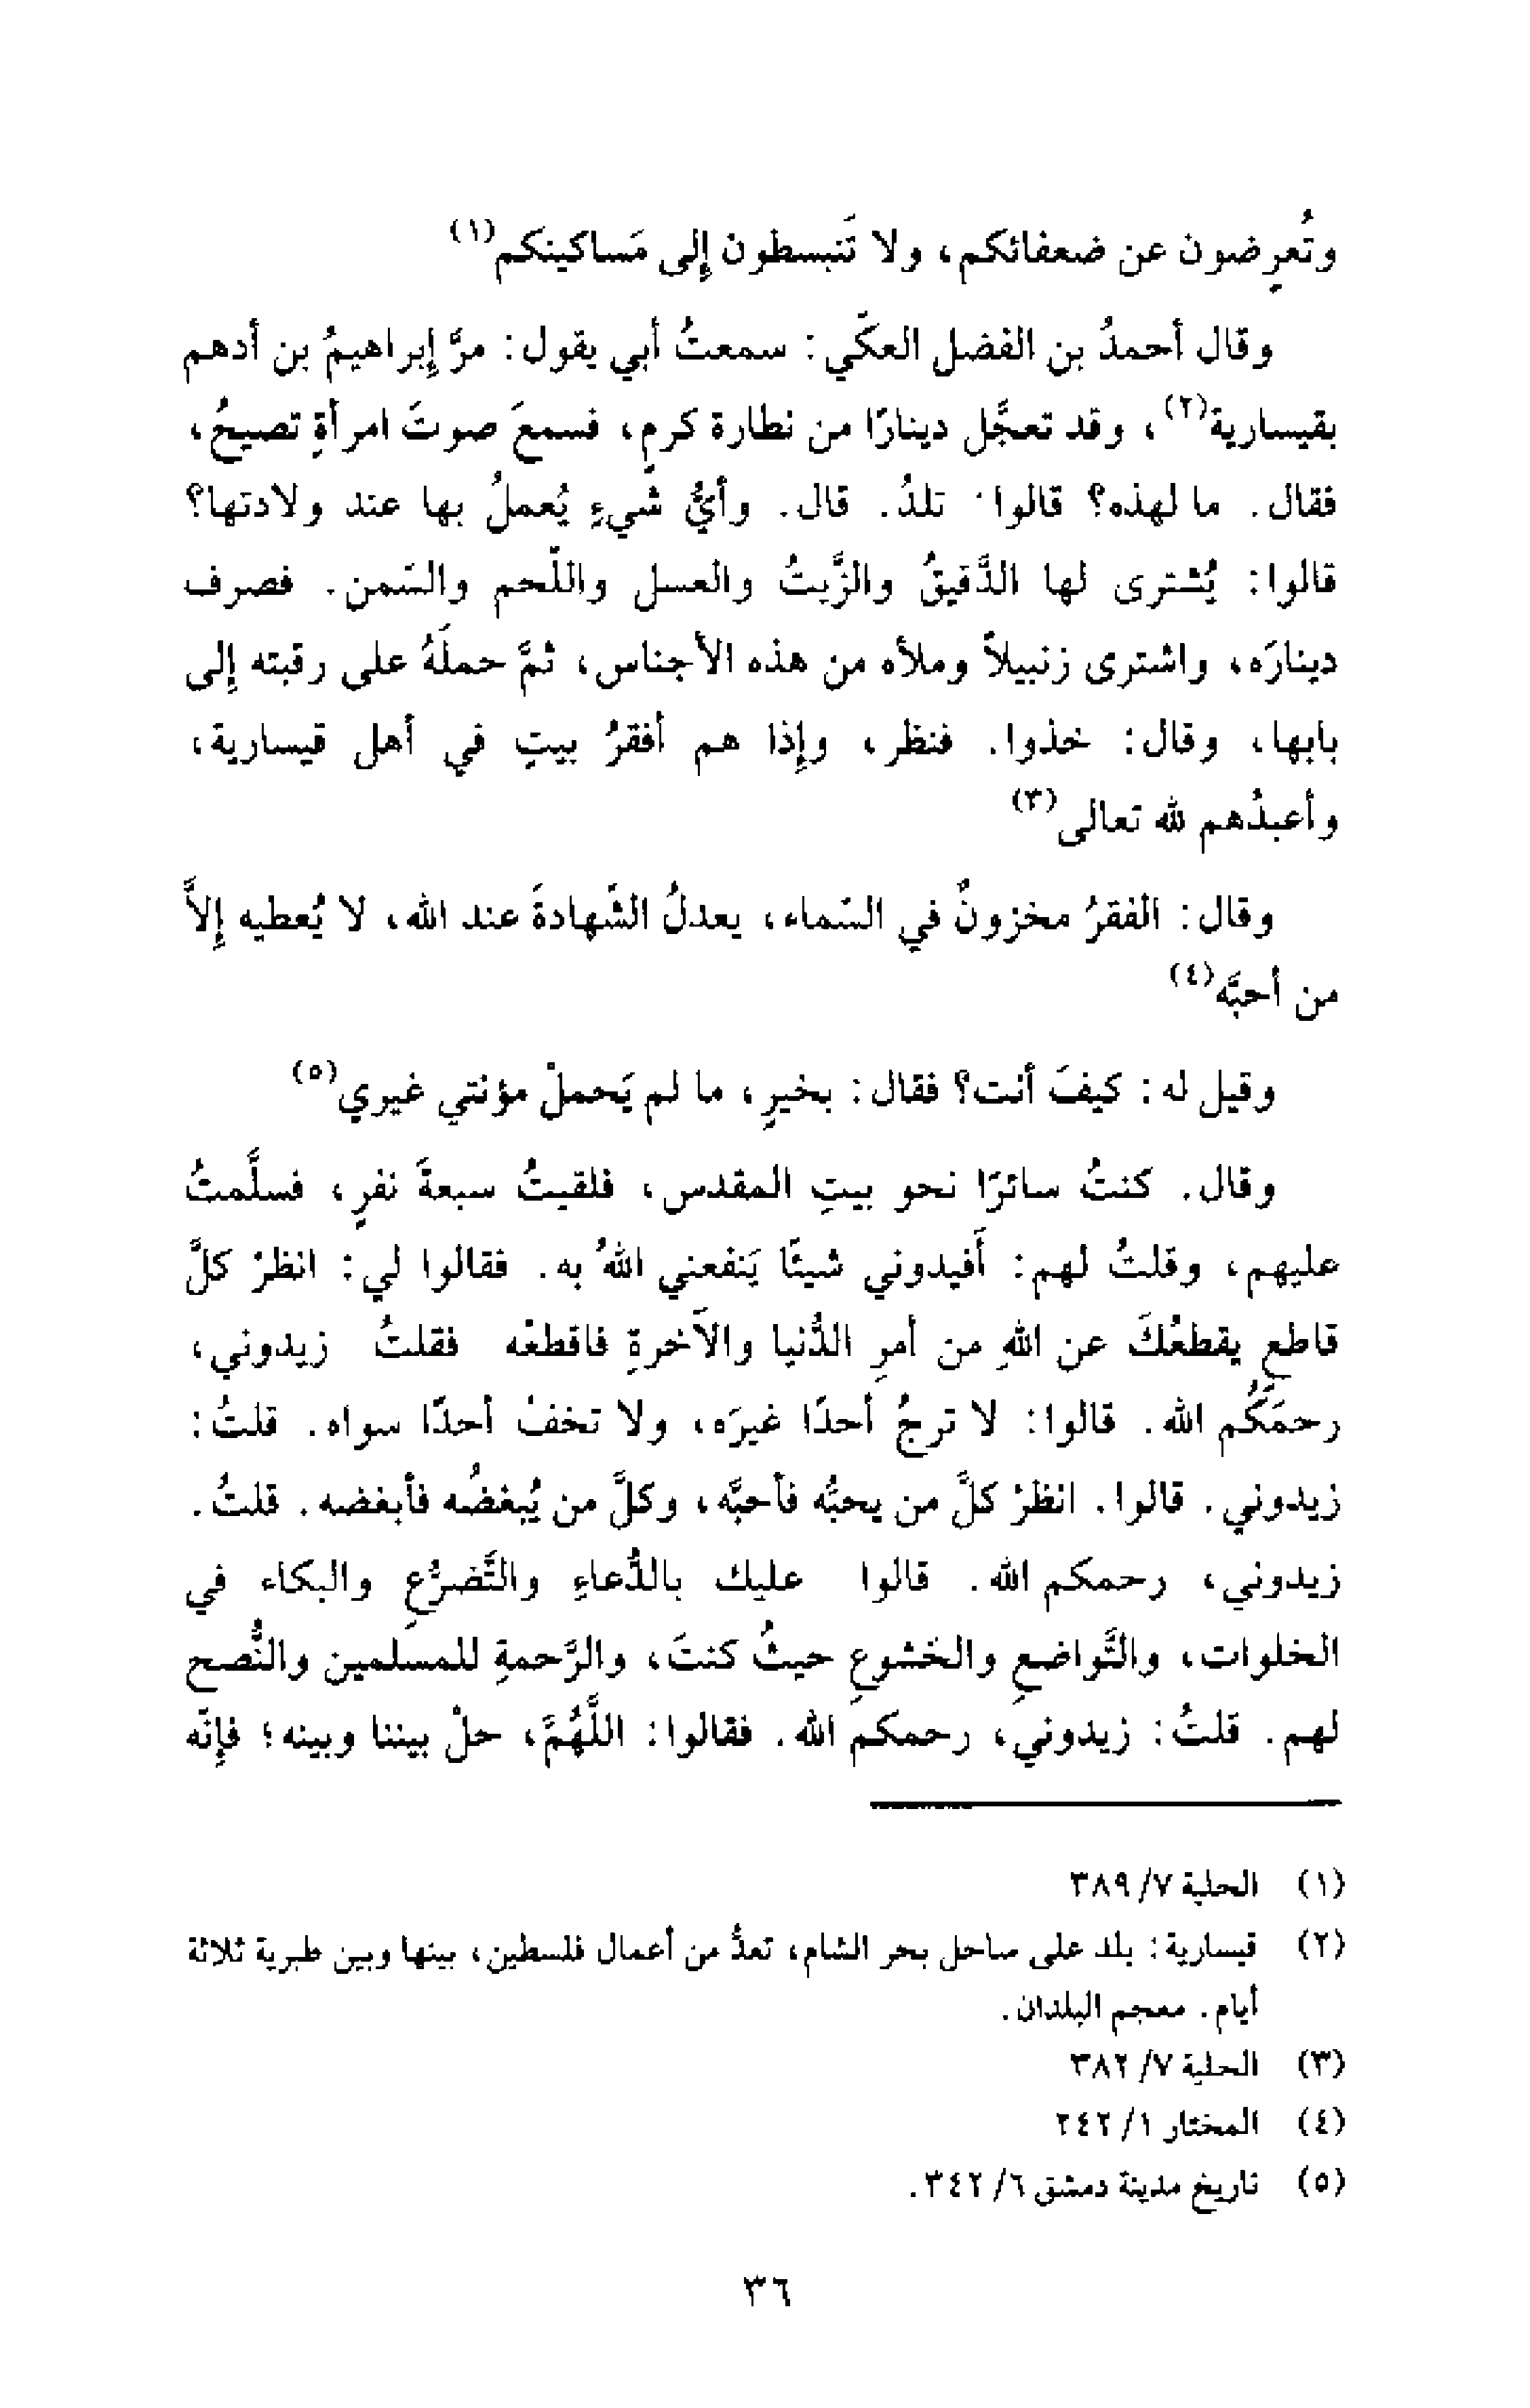 وتُعرِضون عن ضعفائكم، ولا تَنبسطون إلى مَساكينكم(١)
وقال أحمدُ بن الفضل العكّي: سمعتُ أبي يقول: مرَّ إبراهيمُ بن أدهم
بقيسارية(٢)، وقد تعجَّل دينارًا من نطارة كرمٍ، فسمعَ صوتَ امرأةٍ تصيحُ،
فقال. ما لهذه؟ قالوا· تلدُ. قال. وأيُّ شيءٍ يُعملُ بها عند ولادتها؟
قالوا: يُشترى لها الدَّقيقُ والزَّيتُ والعسل واللَّحم والسَّمن. فصرف
دينارَه، واشترى زنبيلاً وملأه من هذه الأجناس، ثمَّ حملَهُ على رقبته إلى
بابها، وقال: خذوا. فنظر، وإذا هم أفقرُ بيتٍ في أهل قيسارية،
وأعبدُهم لله تعالى(٣)
وقال: الفقرُ مخزونٌ في السَّماء، يعدلُ الشَّهادةَ عند الله، لا يُعطيه إلاَّ
من أحبَّه(٤)
وقيل له: كيفَ أنت؟ فقال: بخيرٍ، ما لم يَحملْ مؤنتي غيري(٥)
وقال. كنتُ سائرًا نحو بيتِ المقدس، فلقيتُ سبعةَ نفرٍ، فسلَّمتُ
عليهم، وقلتُ لهم: أَفيدوني شيئًا يَنفعني اللهُ به. فقالوا لي: انظرْ كلَّ
قاطعٍ يقطعُكَ عن اللهِ من أمرِ الدُّنيا والآخرةِ فاقطعْه فقلتُ زيدوني،
رحمَكُم الله. قالوا: لا ترجُ أحدًا غيرَه، ولا تخفْ أحدًا سواه. قلتُ:
زيدوني. قالوا. انظرْ كلَّ من يحبُّه فأحبَّه، وكلَّ من يُبغضُه فأبغضه. قلتُ.
زيدوني، رحمكم الله. قالوا عليك بالدُّعاءِ والتَّضرُّعِ والبكاء في
الخلوات، والتَّواضعِ والخشوعِ حيثُ كنتَ، والرَّحمةِ للمسلمين والنُّصح
لهم. قلتُ: زيدوني، رحمكم الله. فقالوا: اللَّهُمَّ، حلْ بيننا وبينه؛ فإنَّه
(١) الحلية ٧/ ٣٨٩
(٢) قيسارية: بلد على ساحل بحر الشام، تعدُّ من أعمال فلسطين، بينها وبين طبرية ثلاثة
أيام. معجم البلدان.
(٣) الحلية ٧/ ٣٨٢
(٤) المختار ١/ ٢٤٢
(٥) تاريخ مدينة دمشق ٦/ ٣٤٢.
٣٦